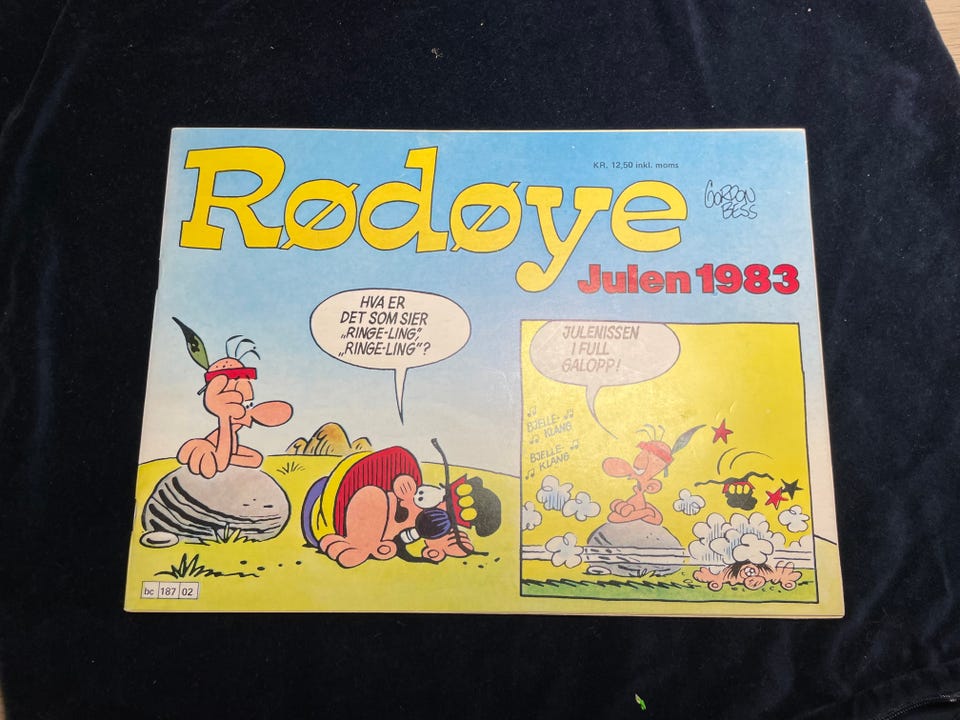 Rødøye
KR. 12,50 inkl. moms
GORDON
BESS
Julen 1983
HVA ER
DET SOM SIER
„RINGE-LING”,
„RINGE-LING”?
JULENISSEN
I FULL
GALOPP!
BJELLE-
KLANG
BJELLE-
KLANG
bc 187 02